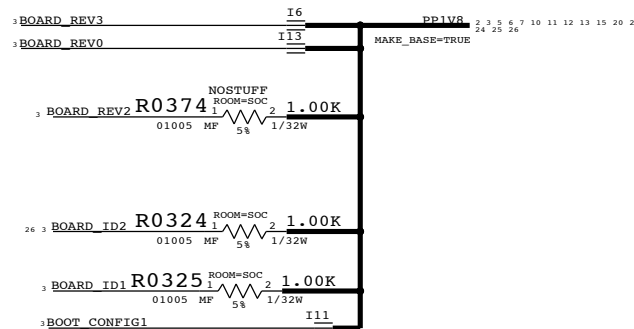 I6
3 BOARD_REV3
PP1V8 2 3 5 6 7 10 11 12 13 15 20 2
24 25 26
I13
3 BOARD_REV0
MAKE_BASE=TRUE
NOSTUFF
3 BOARD_REV2 R0374 1 ROOM=SOC 2 1.00K
01005 MF 5% 1/32W
26 3 BOARD_ID2 R0324 1 ROOM=SOC 2 1.00K
01005 MF 5% 1/32W
3 BOARD_ID1 R0325 1 ROOM=SOC 2 1.00K
01005 MF 5% 1/32W
I11
3 BOOT_CONFIG1